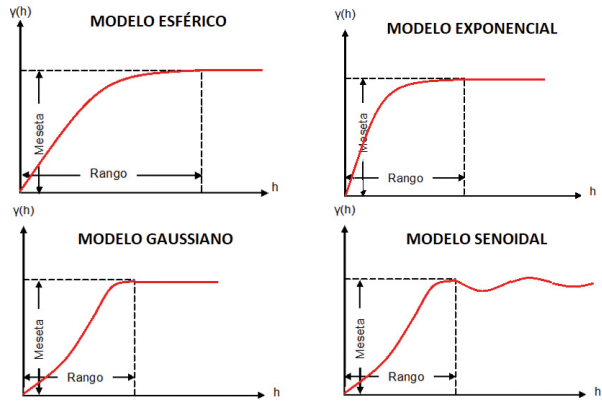 γ(h)
MODELO ESFÉRICO
Meseta
Rango
h
γ(h)
MODELO EXPONENCIAL
Meseta
Rango
h
γ(h)
MODELO GAUSSIANO
Meseta
Rango
h
γ(h)
MODELO SENOIDAL
Meseta
Rango
h